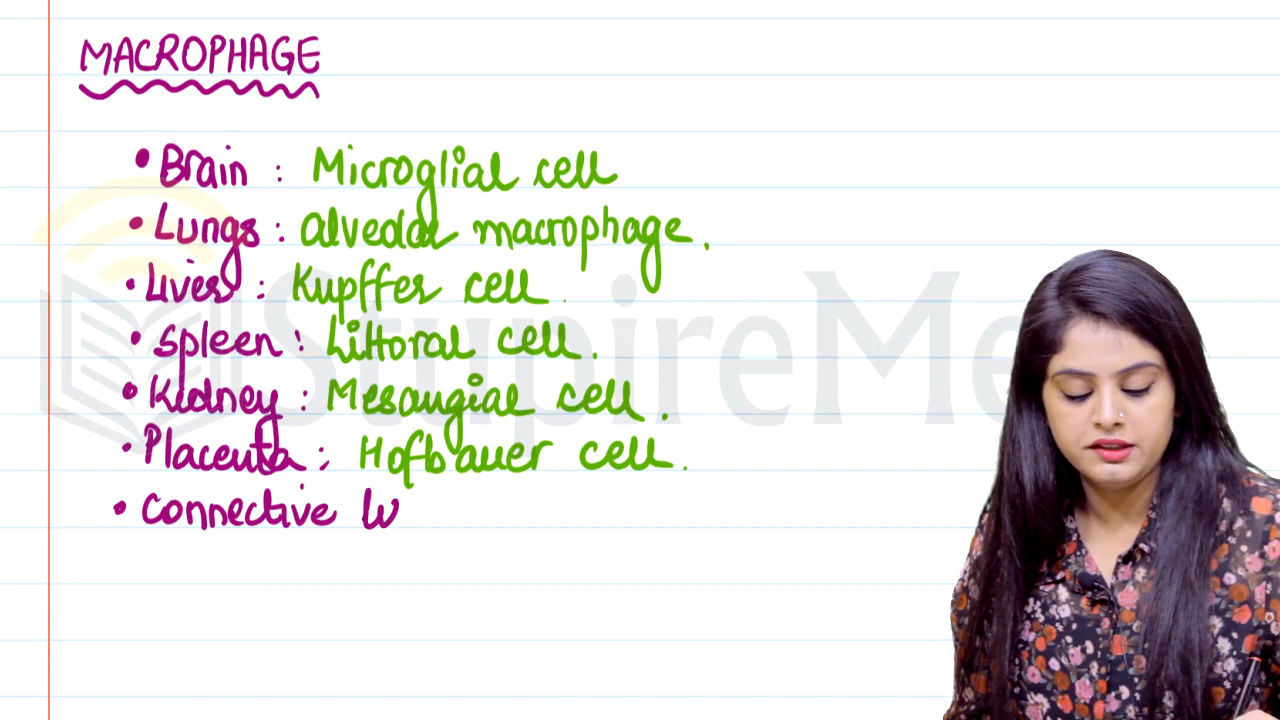 MACROPHAGE
• Brain : Microglial cell
• Lungs : Alveolar macrophage.
• Liver : Kupffer cell.
• Spleen : Littoral cell.
• Kidney : Mesangial cell.
• Placenta : Hofbauer cell.
• Connective
StupireMe